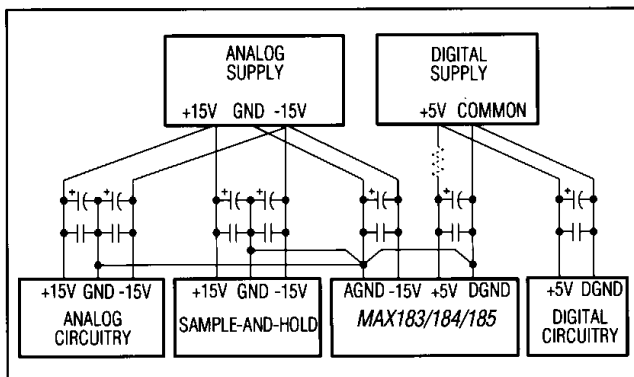 ANALOG
SUPPLY
+15V GND -15V
DIGITAL
SUPPLY
+5V COMMON
+ + + + + + +
+15V GND -15V
ANALOG
CIRCUITRY
+15V GND -15V
SAMPLE-AND-HOLD
AGND -15V +5V DGND
MAX183/184/185
+5V DGND
DIGITAL
CIRCUITRY